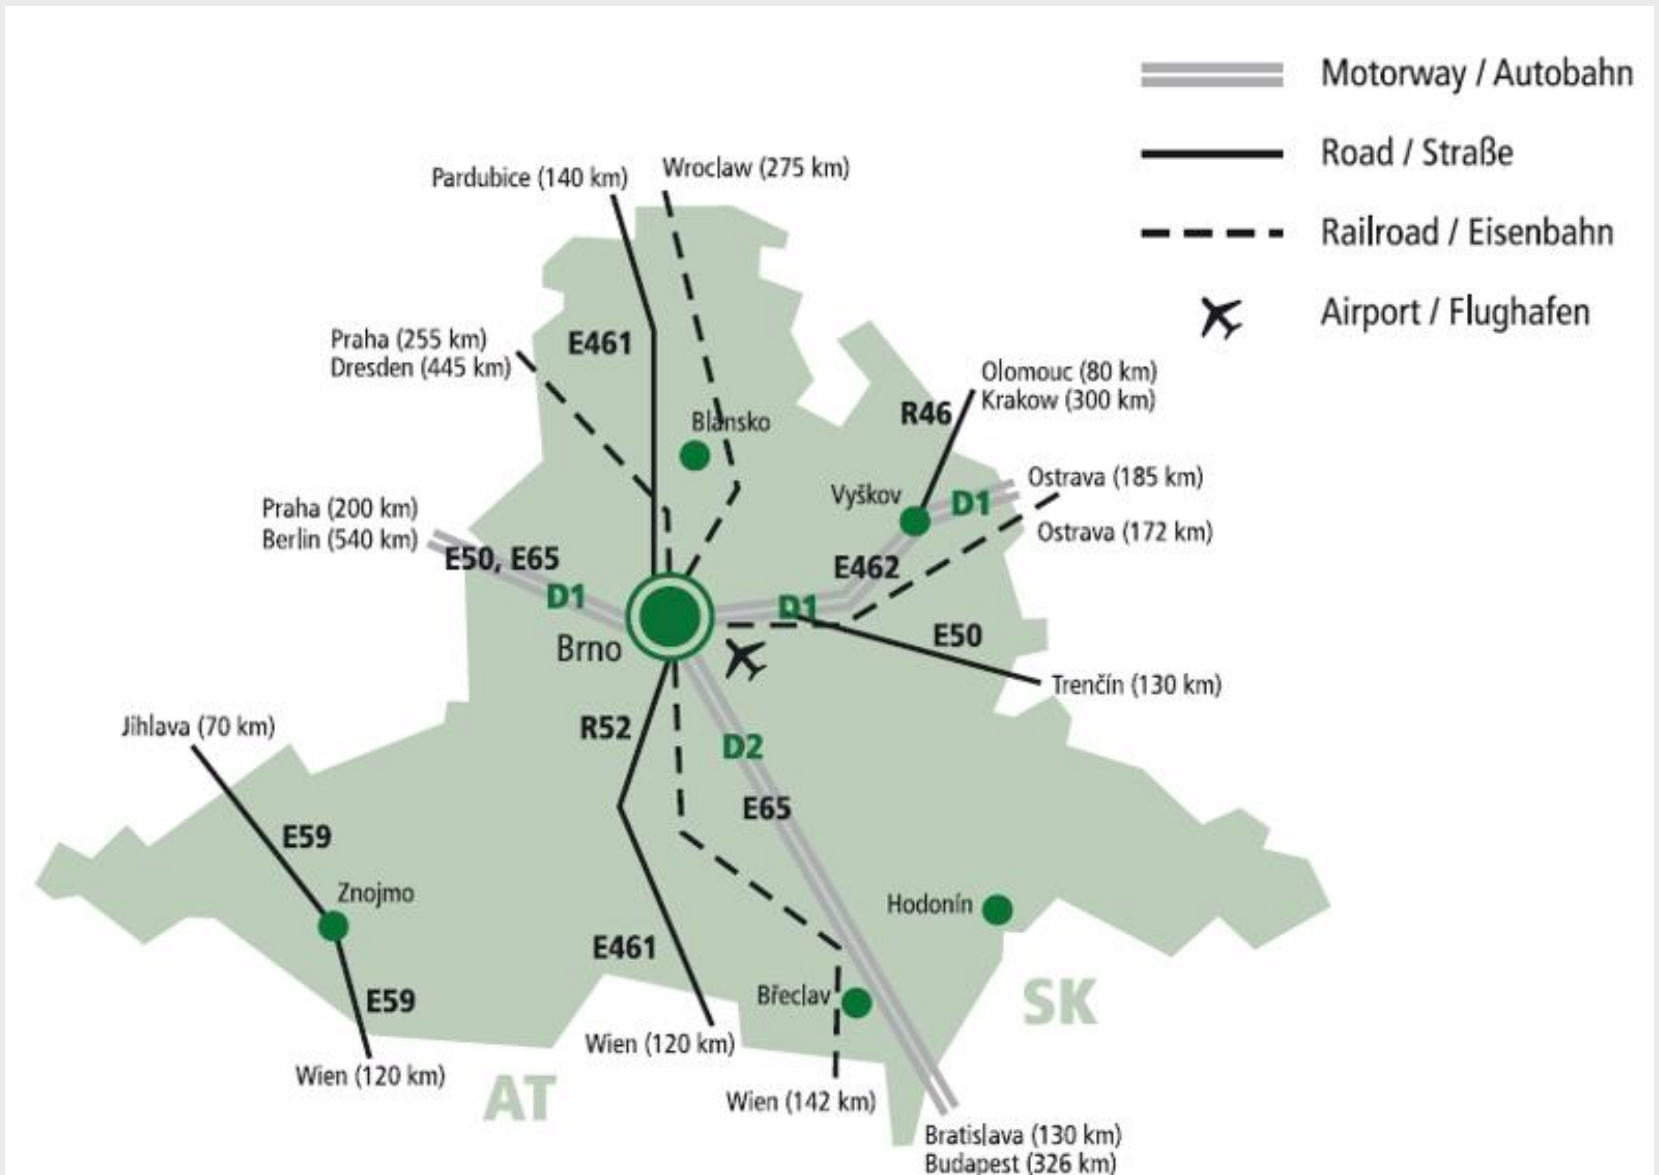 Motorway / Autobahn
Road / Straße
Railroad / Eisenbahn
Airport / Flughafen
Pardubice (140 km)
Wroclaw (275 km)
Praha (255 km)
Dresden (445 km)
E461
Blansko
R46
Olomouc (80 km)
Krakow (300 km)
Vyškov
D1
Ostrava (185 km)
Ostrava (172 km)
Praha (200 km)
Berlin (540 km)
E50, E65
D1
E462
D1
E50
Brno
Trenčín (130 km)
Jihlava (70 km)
R52
D2
E65
E59
Znojmo
Hodonín
E461
E59
Břeclav
SK
Wien (120 km)
Wien (120 km)
AT
Wien (142 km)
Bratislava (130 km)
Budapest (326 km)